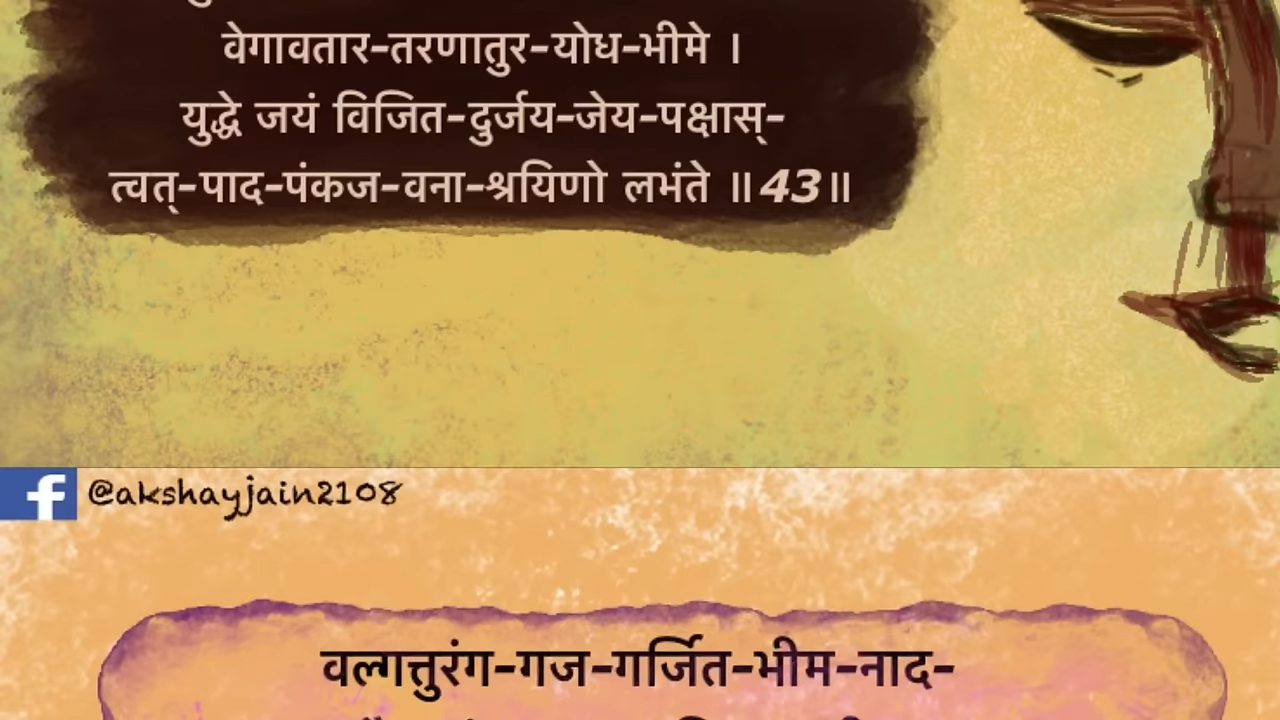 वेगावतार-तरणातुर-योध-भीमे ।
युद्धे जयं विजित-दुर्जय-जेय-पक्षास्-
त्वत्-पाद-पंकज-वना-श्रयिणो लभंते ॥43॥
@akshayjain2108
वल्गत्तुरंग-गज-गर्जित-भीम-नाद-